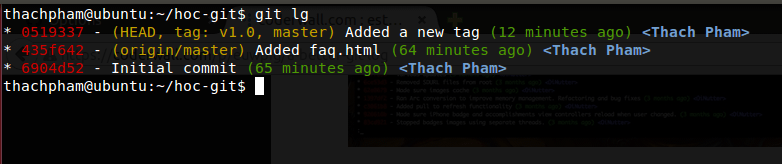 thachpham@ubuntu:~/hoc-git$ git lg
* 0519337 - (HEAD, tag: v1.0, master) Added a new tag (12 minutes ago) <Thach Pham>
* 435f642 - (origin/master) Added faq.html (64 minutes ago) <Thach Pham>
* 6904d52 - Initial commit (65 minutes ago) <Thach Pham>
thachpham@ubuntu:~/hoc-git$